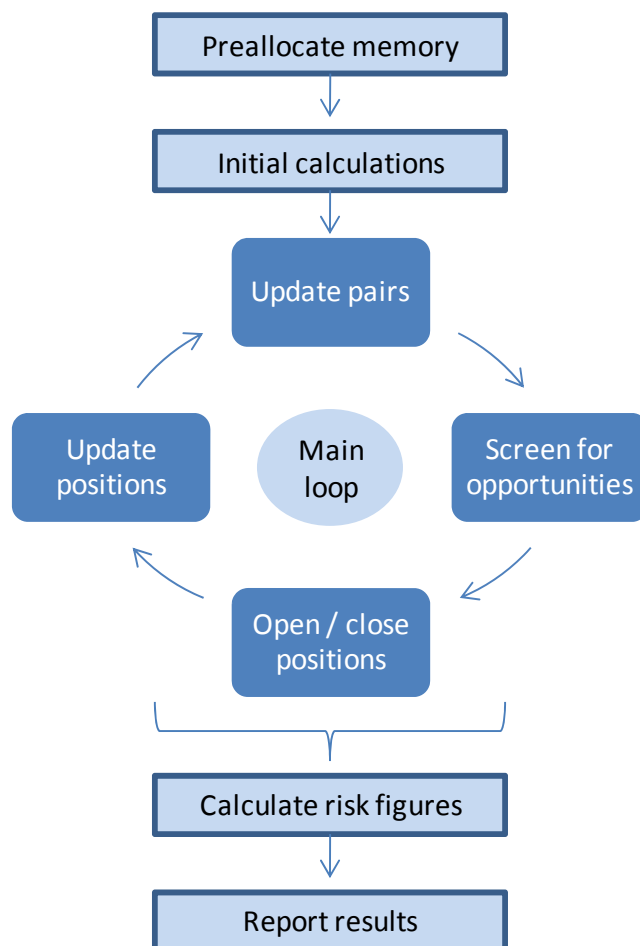 Preallocate memory
Initial calculations
Update pairs
Update
positions
Main
loop
Screen for
opportunities
Open / close
positions
Calculate risk figures
Report results